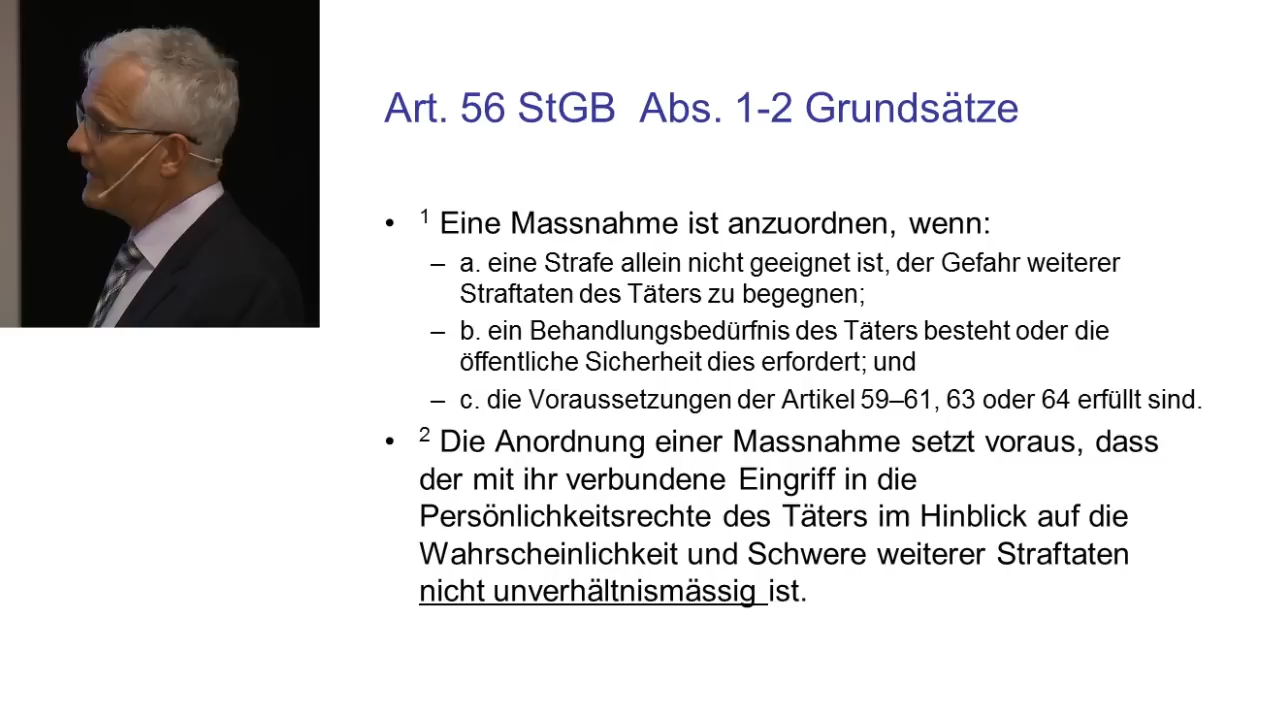 Art. 56 StGB Abs. 1-2 Grundsätze
• ¹ Eine Massnahme ist anzuordnen, wenn:
– a. eine Strafe allein nicht geeignet ist, der Gefahr weiterer
Straftaten des Täters zu begegnen;
– b. ein Behandlungsbedürfnis des Täters besteht oder die
öffentliche Sicherheit dies erfordert; und
– c. die Voraussetzungen der Artikel 59–61, 63 oder 64 erfüllt sind.
• ² Die Anordnung einer Massnahme setzt voraus, dass
der mit ihr verbundene Eingriff in die
Persönlichkeitsrechte des Täters im Hinblick auf die
Wahrscheinlichkeit und Schwere weiterer Straftaten
nicht unverhältnismässig ist.